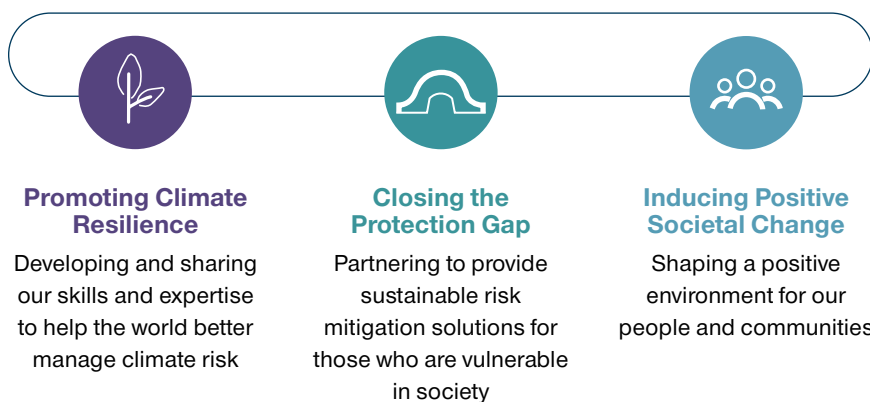 Promoting Climate
Resilience
Developing and sharing
our skills and expertise
to help the world better
manage climate risk
Closing the
Protection Gap
Partnering to provide
sustainable risk
mitigation solutions for
those who are vulnerable
in society
Inducing Positive
Societal Change
Shaping a positive
environment for our
people and communities